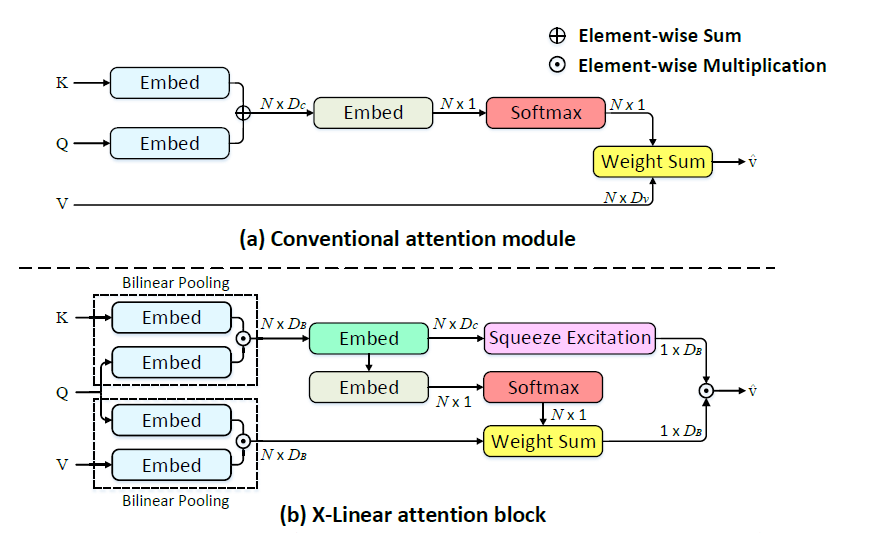 ⊕ Element-wise Sum
⊙ Element-wise Multiplication
K
Embed
Q
Embed
N x Dc
Embed
N x 1
Softmax
N x 1
Weight Sum
v̂
V
N x Dv
(a) Conventional attention module
Bilinear Pooling
K
Embed
N x DB
Embed
N x Dc
Squeeze Excitation
1 x DB
Embed
Embed
N x 1
Softmax
Q
v̂
N x 1
Embed
Weight Sum
1 x DB
V
Embed
N x DB
Bilinear Pooling
(b) X-Linear attention block